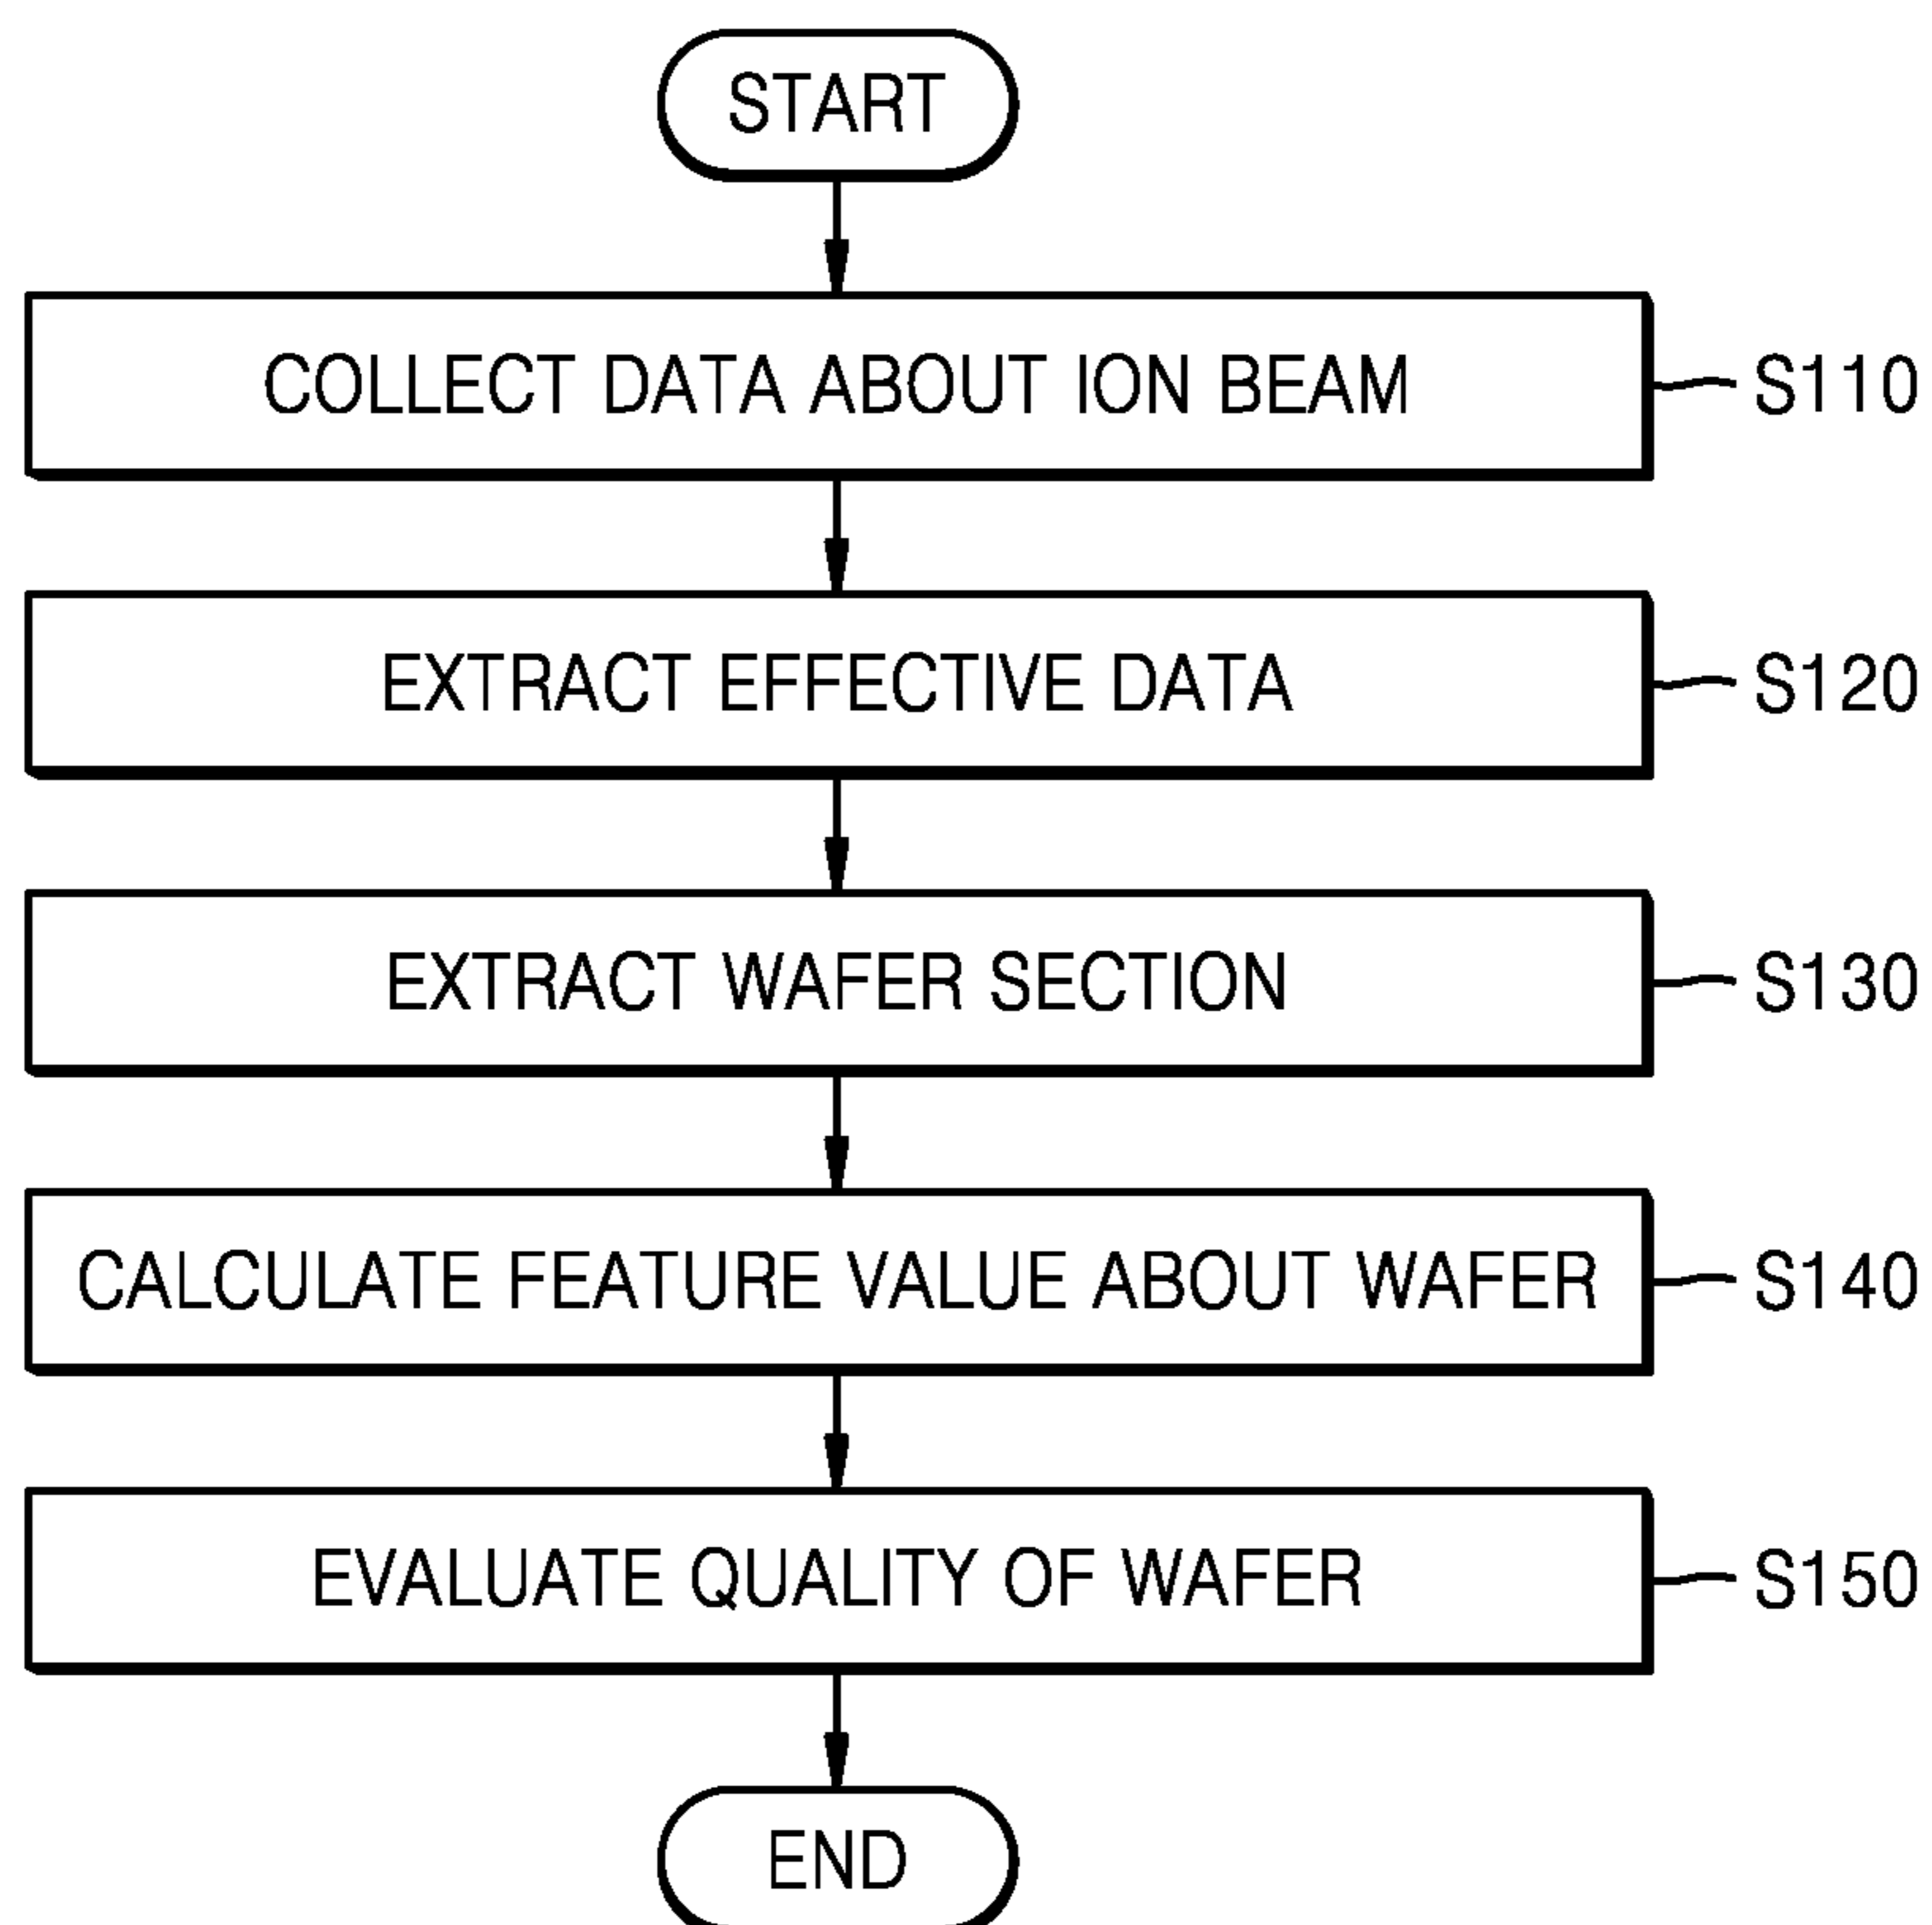 START
COLLECT DATA ABOUT ION BEAM
S110
EXTRACT EFFECTIVE DATA
S120
EXTRACT WAFER SECTION
S130
CALCULATE FEATURE VALUE ABOUT WAFER
S140
EVALUATE QUALITY OF WAFER
S150
END